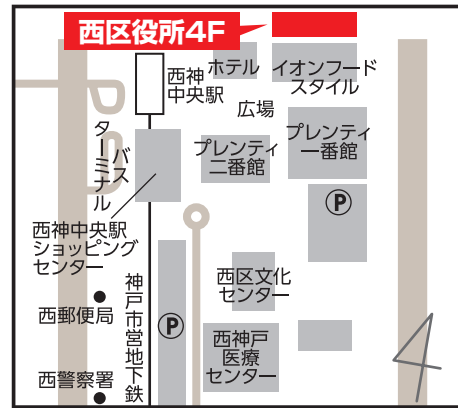 西区役所4F
西神
中央駅
ホテル
イオンフード
スタイル
広場
バス
ターミナル
プレンティ
二番館
プレンティ
一番館
P
西神中央駅
ショッピング
センター
西区文化
センター
神戸市営地下鉄
P
西郵便局
西神戸
医療
センター
西警察署